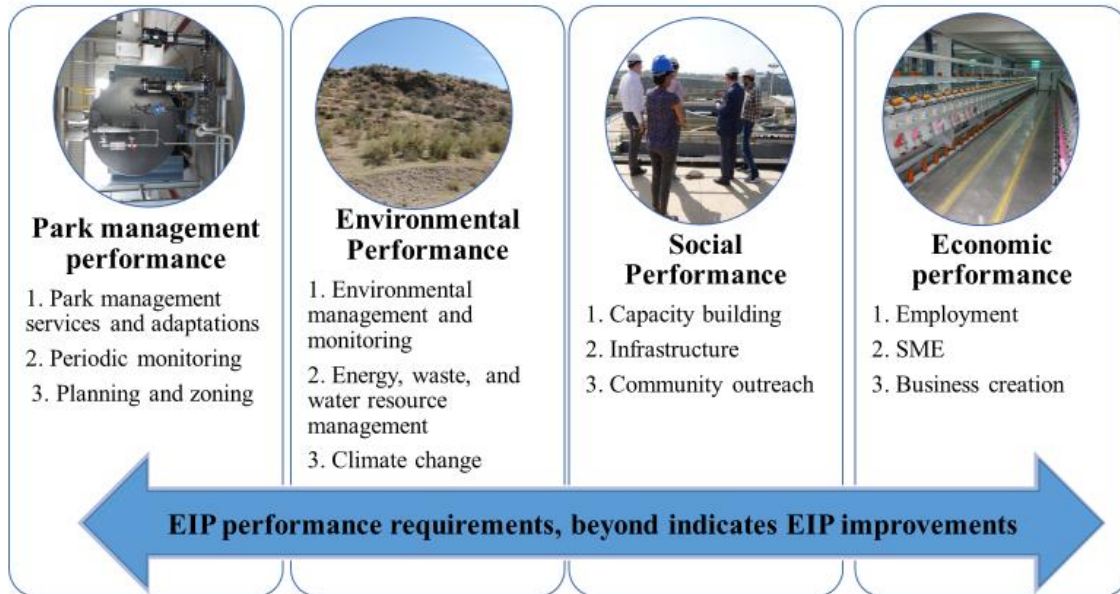 Park management
performance
1. Park management
services and adaptations
2. Periodic monitoring
3. Planning and zoning
Environmental
Performance
1. Environmental
management and
monitoring
2. Energy, waste, and
water resource
management
3. Climate change
Social
Performance
1. Capacity building
2. Infrastructure
3. Community outreach
Economic
performance
1. Employment
2. SME
3. Business creation
EIP performance requirements, beyond indicates EIP improvements